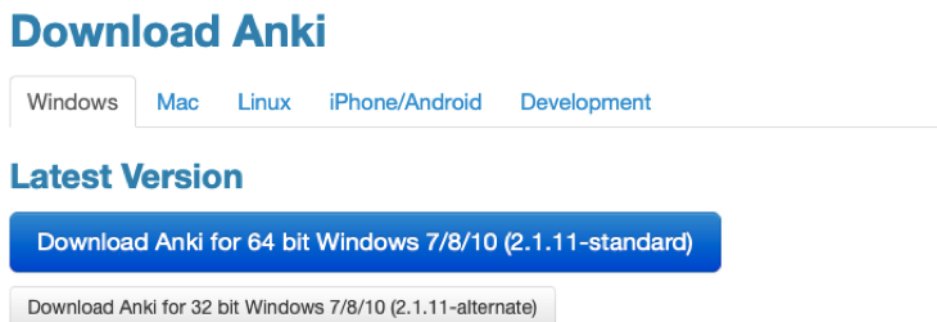 Download Anki
Windows Mac Linux iPhone/Android Development
Latest Version
Download Anki for 64 bit Windows 7/8/10 (2.1.11-standard)
Download Anki for 32 bit Windows 7/8/10 (2.1.11-alternate)